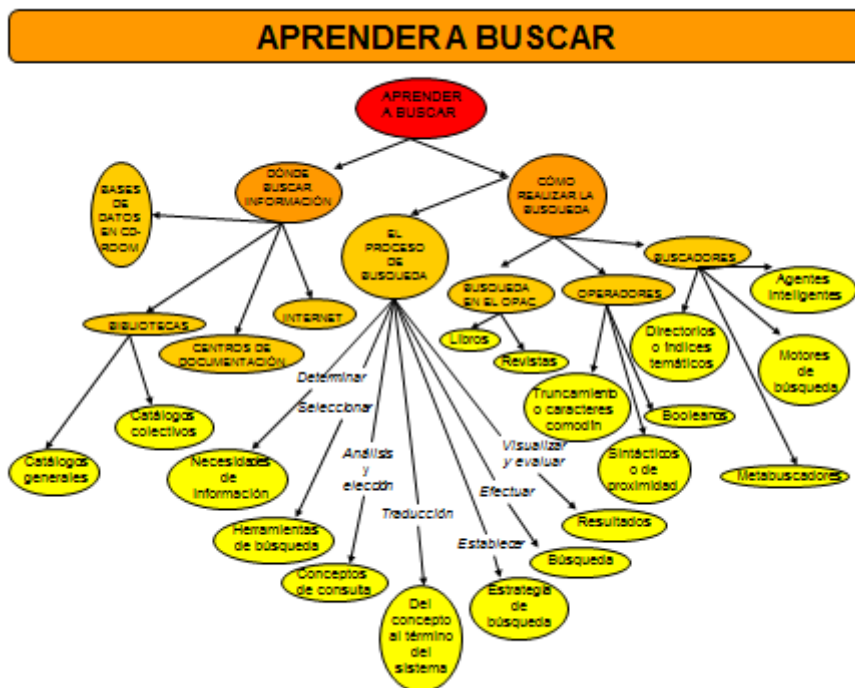 APRENDER A BUSCAR
APRENDER
A BUSCAR
DÓNDE
BUSCAR
INFORMACIÓN
CÓMO
REALIZAR LA
BUSQUEDA
BASES
DE
DATOS
EN CD-
ROOM
EL
PROCESO
DE
BUSQUEDA
BUSCADORES
BUSQUEDA
EN EL OPAC
OPERADORES
Agentes
Inteligentes
BIBLIOTECAS
INTERNET
CENTROS DE
DOCUMENTACIÓN
Libros
Revistas
Directorios
o índices
temáticos
Motores
de
búsqueda
Determinar
Seleccionar
Truncamiento
o caracteres
comodín
Booleanos
Catálogos
colectivos
Catálogos
generales
Necesidades
de
información
Análisis
y
elección
Visualizar
y evaluar
Sintácticos
o de
proximidad
Metabuscadores
Efectuar
Traducción
Resultados
Herramientas
de búsqueda
Establecer
Búsqueda
Conceptos
de consulta
Estrategia
de
búsqueda
Del
concepto
al término
del
sistema